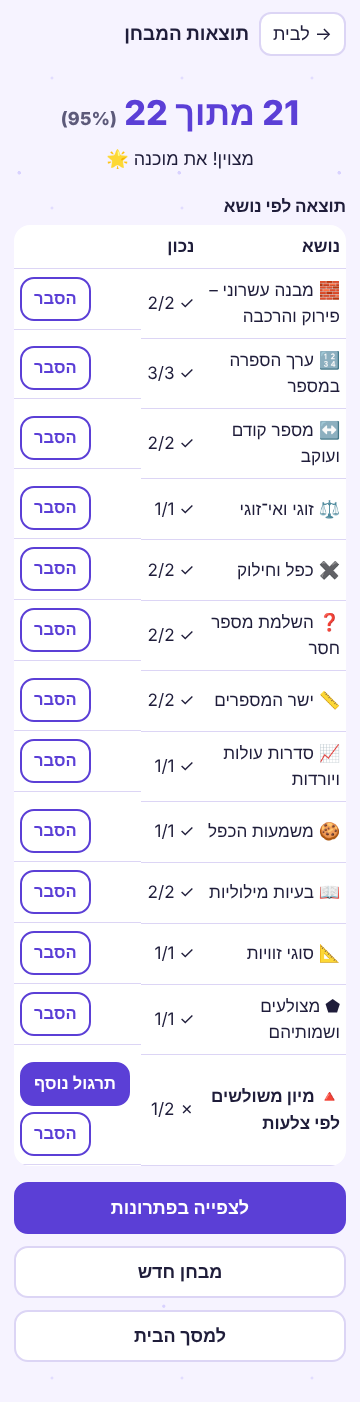 → לבית
תוצאות המבחן
21 מתוך 22 (95%)
מצוין! את מוכנה 🌟
תוצאה לפי נושא
נושא נכון
🧱 מבנה עשרוני – פירוק והרכבה ✓ 2/2 הסבר
🔢 ערך הספרה במספר ✓ 3/3 הסבר
↔️ מספר קודם ועוקב ✓ 2/2 הסבר
⚖️ זוגי ואי־זוגי ✓ 1/1 הסבר
✖️ כפל וחילוק ✓ 2/2 הסבר
❓ השלמת מספר חסר ✓ 2/2 הסבר
📏 ישר המספרים ✓ 2/2 הסבר
📈 סדרות עולות ויורדות ✓ 1/1 הסבר
🍪 משמעות הכפל ✓ 1/1 הסבר
📖 בעיות מילוליות ✓ 2/2 הסבר
📐 סוגי זוויות ✓ 1/1 הסבר
⬟ מצולעים ושמותיהם ✓ 1/1 הסבר
🔺 מיון משולשים לפי צלעות ✗ 1/2 תרגול נוסף
הסבר
לצפייה בפתרונות
מבחן חדש
למסך הבית